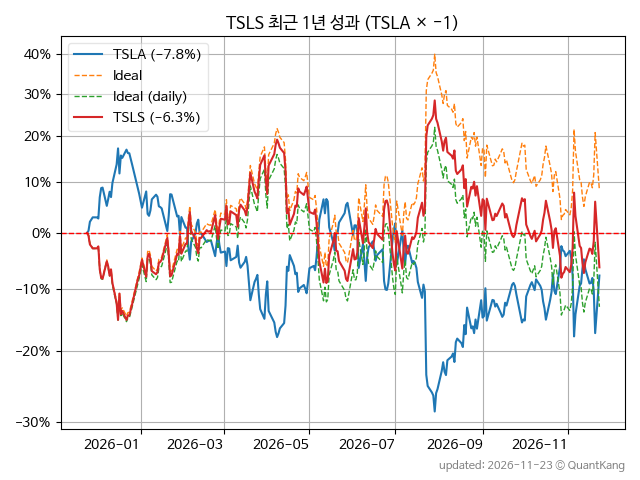 TSLS 최근 1년 성과 (TSLA × −1)
40%
30%
20%
10%
0%
−10%
−20%
−30%
TSLA (−7.8%)
Ideal
Ideal (daily)
TSLS (−6.3%)
2026-01
2026-03
2026-05
2026-07
2026-09
2026-11
updated: 2026-11-23 © QuantKang